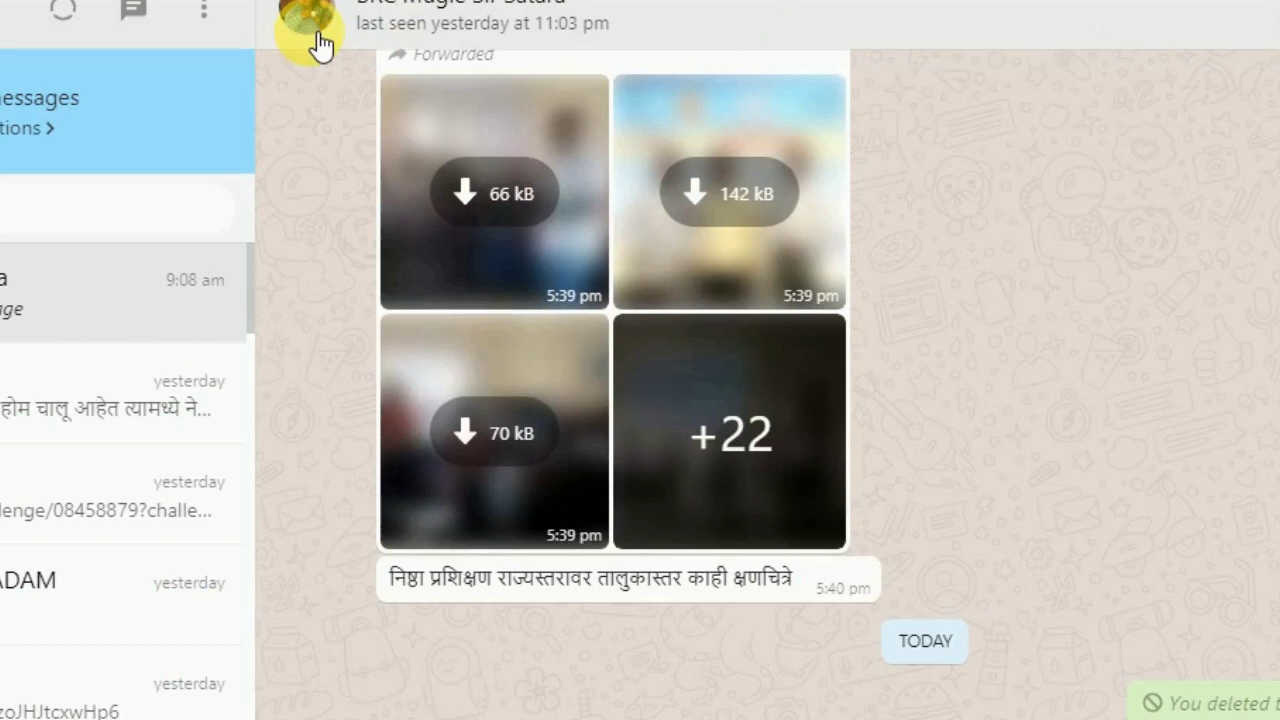 last seen yesterday at 11:03 pm
essages
tions
9:08 am
ge
yesterday
होम चालू आहेत त्यामध्ये ने...
yesterday
lenge/08458879?challe...
ADAM
yesterday
yesterday
zoJHJtcxwHp6
Forwarded
66 kB
5:39 pm
142 kB
5:39 pm
70 kB
5:39 pm
+22
निष्ठा प्रशिक्षण राज्यस्तरावर तालुकास्तर काही क्षणचित्रे
5:40 pm
TODAY
You deleted t